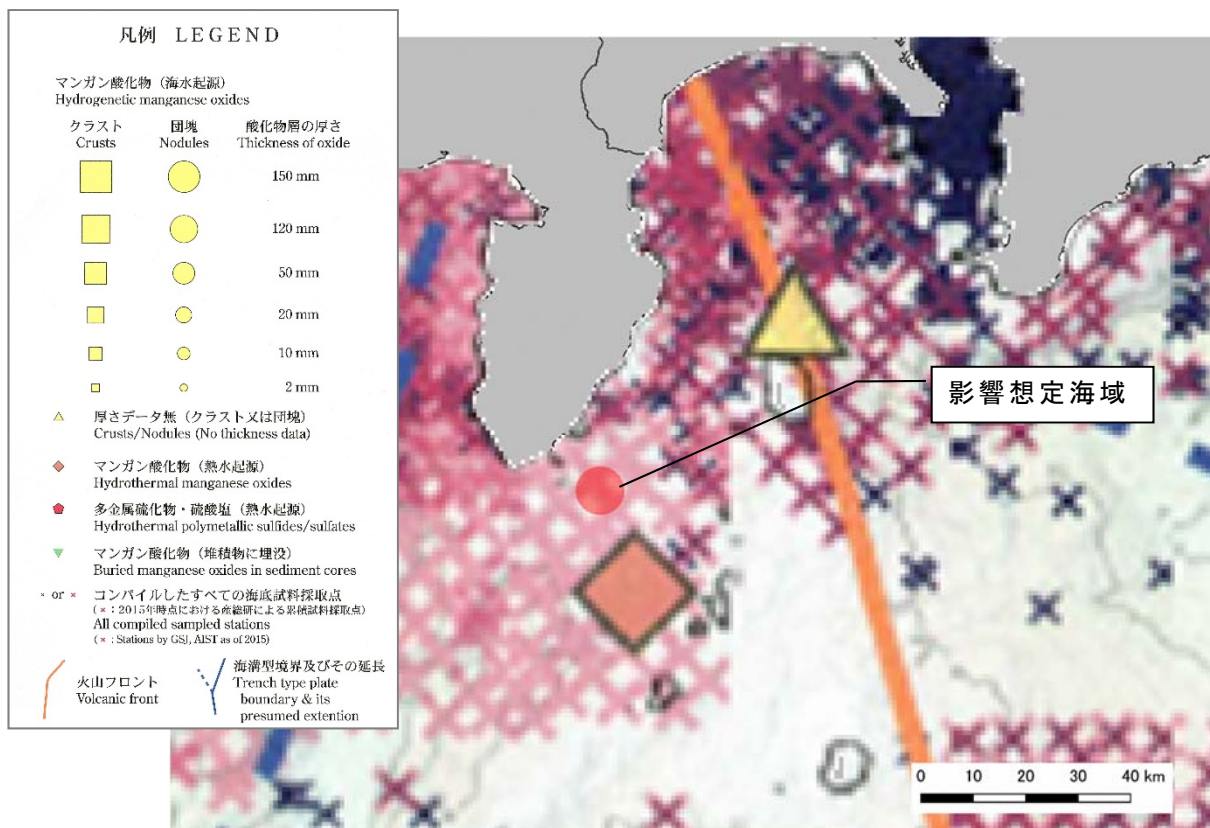 凡例 LEGEND
マンガン酸化物（海水起源）
Hydrogenetic manganese oxides
クラスト 団塊 酸化物層の厚さ
Crusts Nodules Thickness of oxide
150 mm
120 mm
50 mm
20 mm
10 mm
2 mm
厚さデータ無（クラスト又は団塊）
Crusts/Nodules (No thickness data)
マンガン酸化物（熱水起源）
Hydrothermal manganese oxides
多金属硫化物・硫酸塩（熱水起源）
Hydrothermal polymetallic sulfides/sulfates
マンガン酸化物（堆積物に埋没）
Buried manganese oxides in sediment cores
× or × コンパイルしたすべての海底試料採取点
（×：2015年時点における産総研による累積試料採取点）
All compiled sampled stations
（×：Stations by GSJ, AIST as of 2015）
火山フロント
Volcanic front
海溝型境界及びその延長
Trench type plate
boundary & its
presumed extention
影響想定海域
0 10 20 30 40 km